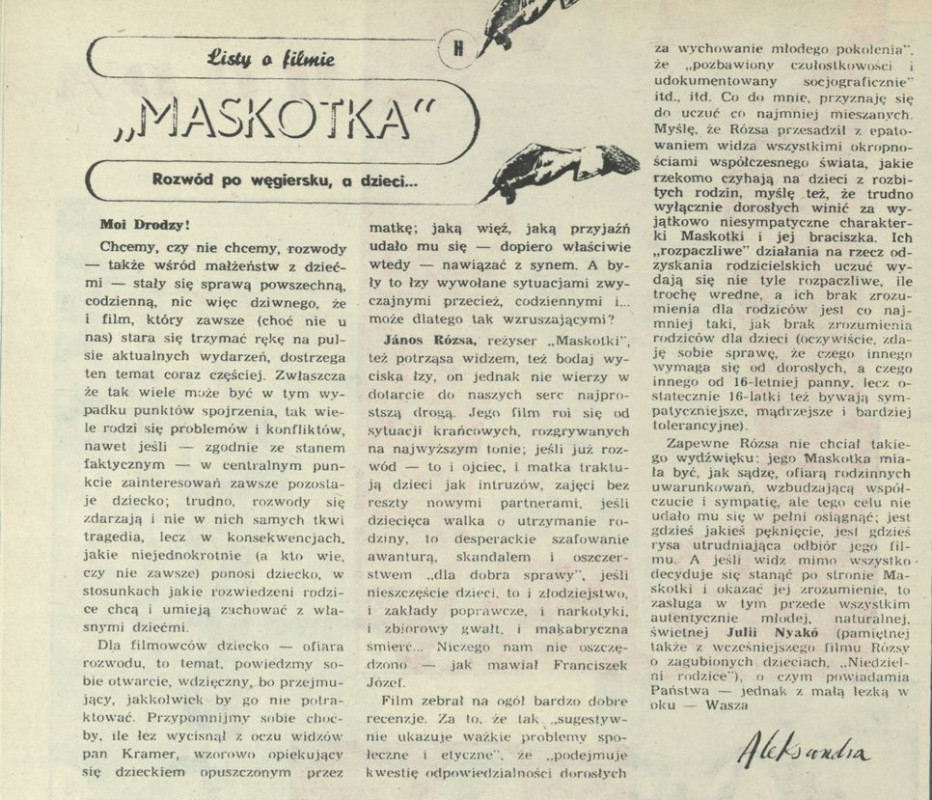 Listy o filmie
H
„MASKOTKA"
Rozwód po węgiersku, a dzieci...
Moi Drodzy!
Chcemy, czy nie chcemy, rozwody
— także wśród małżeństw z dzieć-
mi — stały się sprawą powszechną,
codzienną, nic więc dziwnego, że
i film, który zawsze (choć nie u
nas) stara się trzymać rękę na pul-
sie aktualnych wydarzeń, dostrzega
ten temat coraz częściej. Zwłaszcza
że tak wiele może być w tym wy-
padku punktów spojrzenia, tak wie-
le rodzi się problemów i konfliktów,
nawet jeśli — zgodnie ze stanem
faktycznym — w centralnym pun-
kcie zainteresowań zawsze pozosta-
je dziecko; trudno, rozwody się
zdarzają i nie w nich samych tkwi
tragedia, lecz w konsekwencjach,
jakie niejednokrotnie (a kto wie,
czy nie zawsze) ponosi dziecko, w
stosunkach jakie rozwiedzeni rodzi-
ce chcą i umieją zachować z wła-
snymi dziećmi.
Dla filmowców dziecko — ofiara
rozwodu, to temat, powiedzmy so-
bie otwarcie, wdzięczny, bo przejmu-
jący, jakkolwiek by go nie potra-
ktować. Przypomnijmy sobie choć-
by, ile łez wycisnął z oczu widzów
pan Kramer, wzorowo opiekujący
się dzieckiem opuszczonym przez
matkę; jaką więź, jaką przyjaźń
udało mu się — dopiero właściwie
wtedy — nawiązać z synem. A by-
ły to łzy wywołane sytuacjami zwy-
czajnymi przecież, codziennymi i...
może dlatego tak wzruszającymi?
János Rózsa, reżyser „Maskotki",
też potrząsa widzem, też bodaj wy-
ciska łzy, on jednak nie wierzy w
dotarcie do naszych serc najpro-
stszą drogą. Jego film roi się od
sytuacji krańcowych, rozgrywanych
na najwyższym tonie; jeśli już roz-
wód — to i ojciec, i matka traktu-
ją dzieci jak intruzów, zajęci bez
reszty nowymi partnerami, jeśli
dziecięca walka o utrzymanie ro-
dziny, to desperackie szafowanie
awanturą, skandalem i oszczer-
stwem „dla dobra sprawy", jeśli
nieszczęście dzieci, to i złodziejstwo,
i zakłady poprawcze, i narkotyki,
i zbiorowy gwałt, i makabryczna
śmierć... Niczego nam nie oszczę-
dzono — jak mawiał Franciszek
Józef.
Film zebrał na ogół bardzo dobre
recenzje. Za to, że tak „sugestyw-
nie ukazuje ważkie problemy spo-
łeczne i etyczne", że „podejmuje
kwestię odpowiedzialności dorosłych
za wychowanie młodego pokolenia",
że „pozbawiony czułostkowości i
udokumentowany socjograficznie"
itd., itd. Co do mnie, przyznaję się
do uczuć co najmniej mieszanych.
Myślę, że Rózsa przesadził z epato-
waniem widza wszystkimi okropno-
ściami współczesnego świata, jakie
rzekomo czyhają na dzieci z rozbi-
tych rodzin, myślę też, że trudno
wyłącznie dorosłych winić za wy-
jątkowo niesympatyczne charakter-
ki Maskotki i jej braciszka. Ich
„rozpaczliwe" działania na rzecz od-
zyskania rodzicielskich uczuć wy-
dają się nie tyle rozpaczliwe, ile
trochę wredne, a ich brak zrozu-
mienia dla rodziców jest co naj-
mniej taki, jak brak zrozumienia
rodziców dla dzieci (oczywiście, zda-
ję sobie sprawę, że czego innego
wymaga się od dorosłych, a czego
innego od 16-letniej panny, lecz o-
statecznie 16-latki też bywają sym-
patyczniejsze, mądrzejsze i bardziej
tolerancyjne).
Zapewne Rózsa nie chciał takie-
go wydźwięku; jego Maskotka mia-
ła być, jak sądzę, ofiarą rodzinnych
uwarunkowań, wzbudzającą współ-
czucie i sympatię, ale tego celu nie
udało mu się w pełni osiągnąć; jest
gdzieś jakieś pęknięcie, jest gdzieś
rysa utrudniająca odbiór jego fil-
mu. A jeśli widz mimo wszystko
decyduje się stanąć po stronie Ma-
skotki i okazać jej zrozumienie, to
zasługa w tym przede wszystkim
autentycznie młodej, naturalnej,
świetnej Julii Nyakó (pamiętnej
także z wcześniejszego filmu Rózsy
o zagubionych dzieciach, „Niedziel-
ni rodzice"), o czym powiadamia
Państwa — jednak z małą łezką w
oku — Wasza
Aleksandra